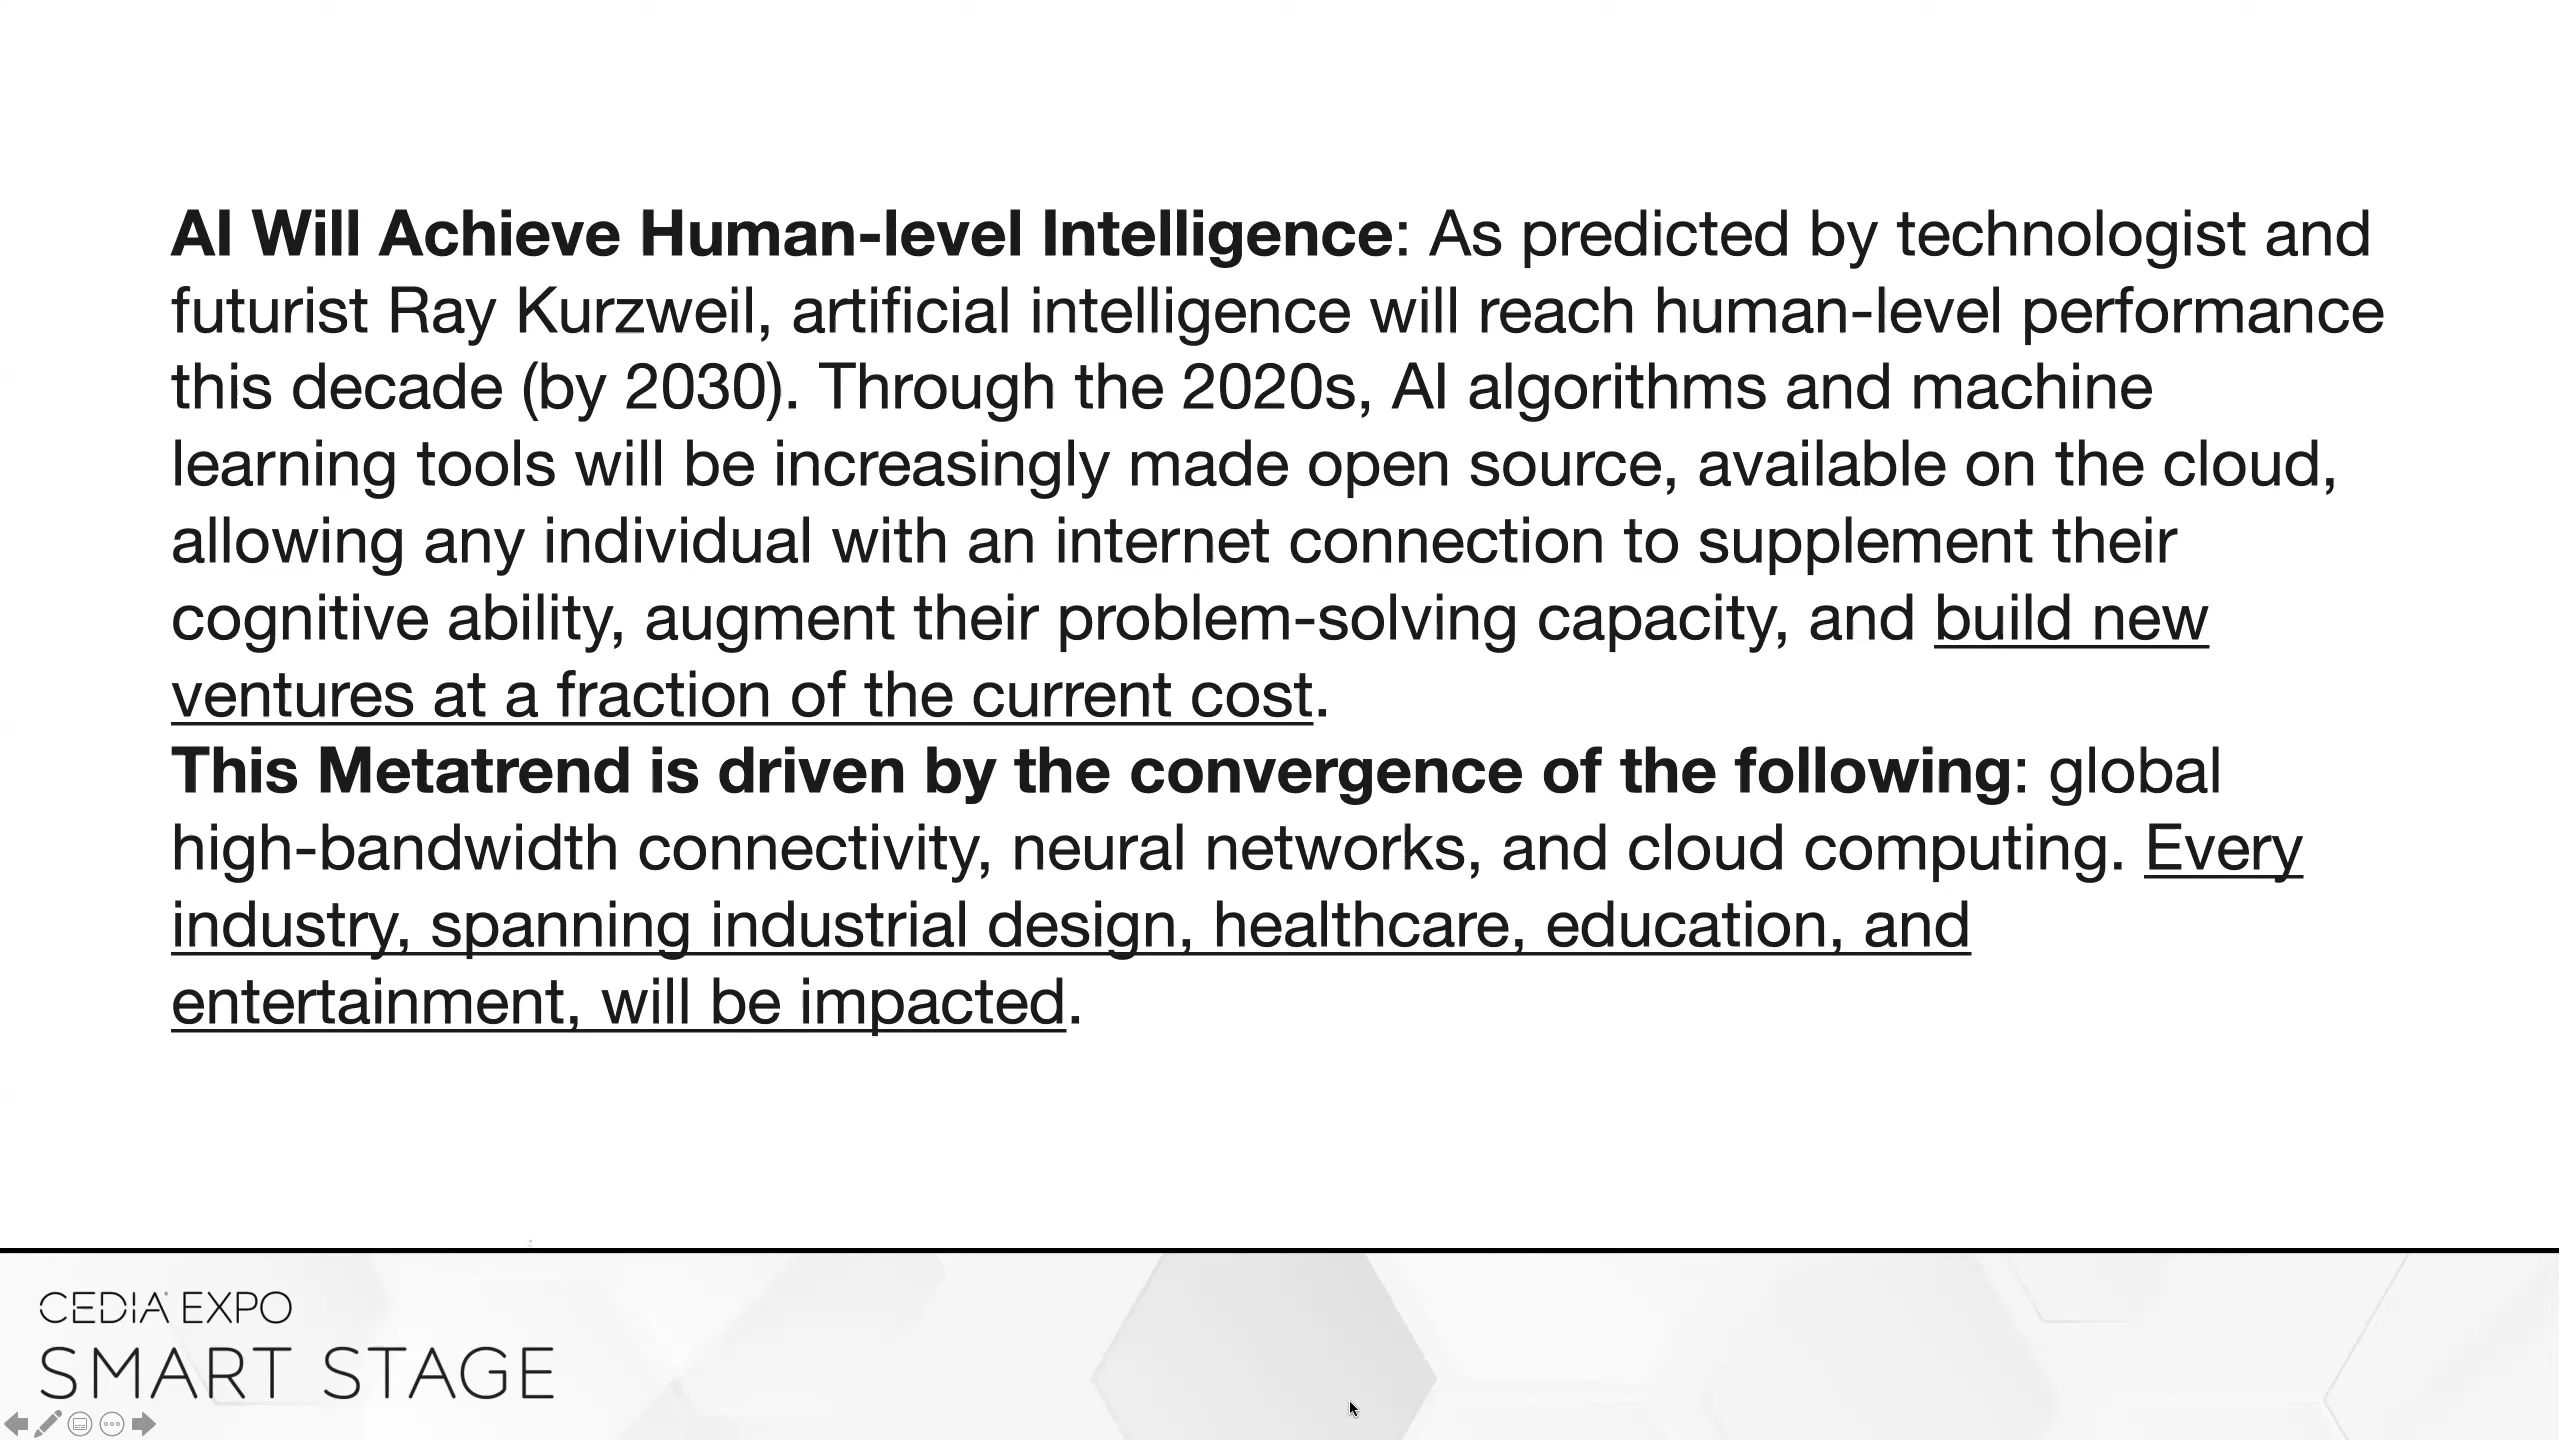 AI Will Achieve Human-level Intelligence: As predicted by technologist and
futurist Ray Kurzweil, artificial intelligence will reach human-level performance
this decade (by 2030). Through the 2020s, AI algorithms and machine
learning tools will be increasingly made open source, available on the cloud,
allowing any individual with an internet connection to supplement their
cognitive ability, augment their problem-solving capacity, and build new
ventures at a fraction of the current cost.
This Metatrend is driven by the convergence of the following: global
high-bandwidth connectivity, neural networks, and cloud computing. Every
industry, spanning industrial design, healthcare, education, and
entertainment, will be impacted.
CEDIA EXPO
SMART STAGE